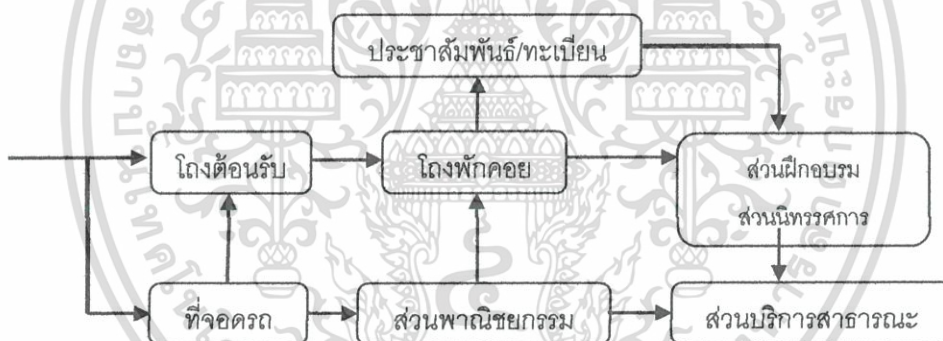 ประชาสัมพันธ์/ทะเบียน
โถงต้อนรับ
โถงพักคอย
ส่วนฝึกอบรม
ส่วนนิทรรศการ
ที่จอดรถ
ส่วนพาณิชยกรรม
ส่วนบริการสาธารณะ